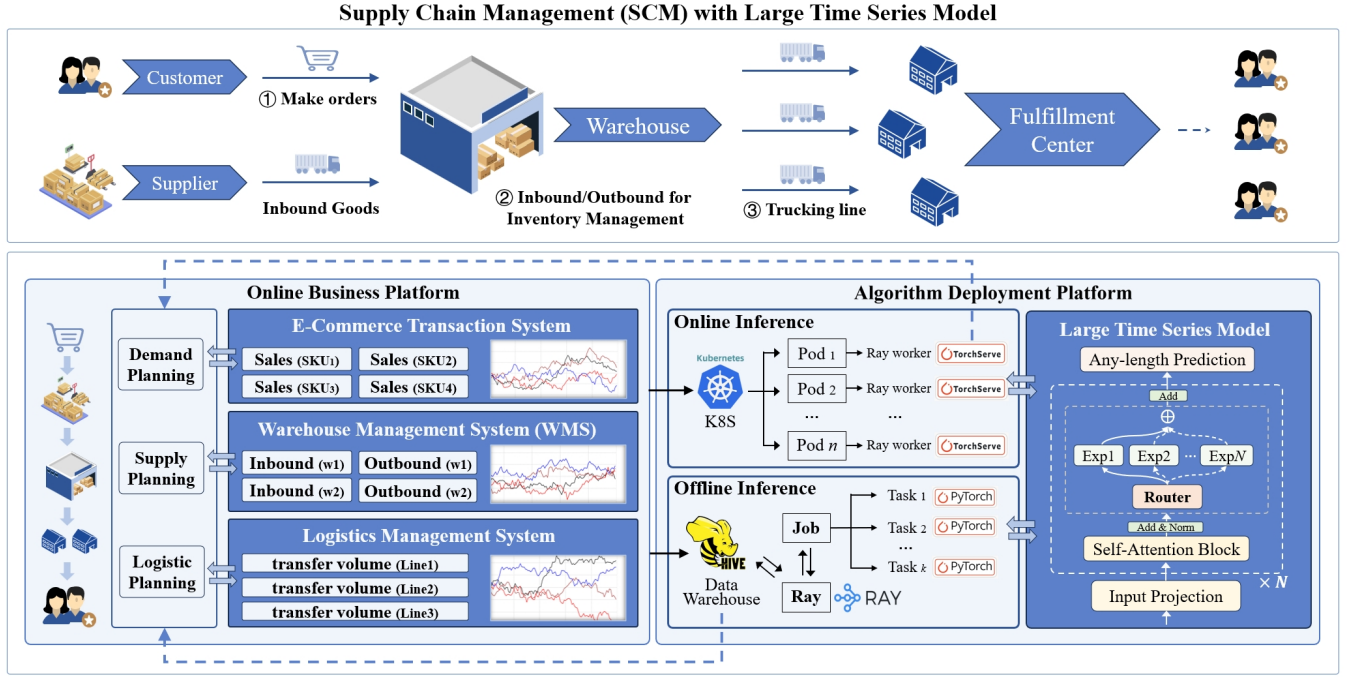 Supply Chain Management (SCM) with Large Time Series Model
Customer
① Make orders
Supplier
Inbound Goods
Warehouse
② Inbound/Outbound for
Inventory Management
③ Trucking line
Fulfillment
Center
Online Business Platform
Demand
Planning
Supply
Planning
Logistic
Planning
E-Commerce Transaction System
Sales (SKU1)
Sales (SKU2)
Sales (SKU3)
Sales (SKU4)
Warehouse Management System (WMS)
Inbound (w1)
Outbound (w1)
Inbound (w2)
Outbound (w2)
Logistics Management System
transfer volume (Line1)
transfer volume (Line2)
transfer volume (Line3)
Algorithm Deployment Platform
Online Inference
Kubernetes
K8S
Pod 1
Ray worker
TorchServe
Pod 2
Ray worker
TorchServe
...
...
Pod n
Ray worker
TorchServe
Offline Inference
HIVE
Data
Warehouse
Job
Ray
RAY
Task 1
PyTorch
Task 2
PyTorch
...
Task k
PyTorch
Large Time Series Model
Any-length Prediction
Add
Exp1
Exp2
...
ExpN
Router
Add & Norm
Self-Attention Block
× N
Input Projection